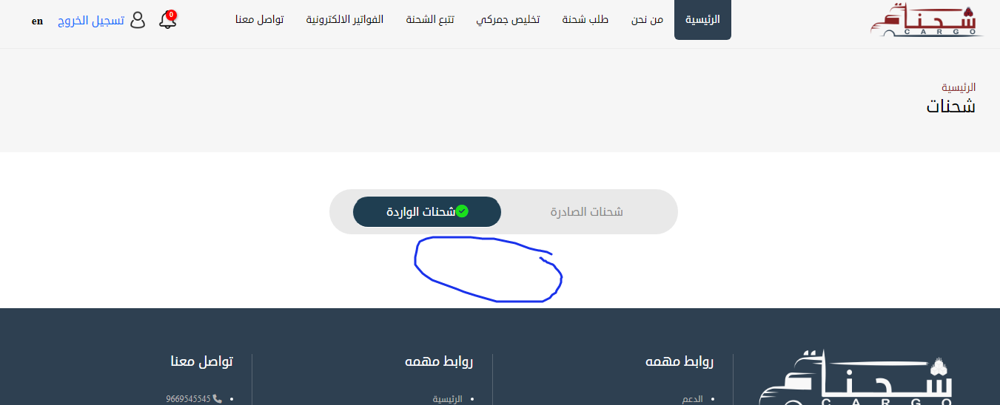 شحنات
CARGO
الرئيسية
من نحن
طلب شحنة
تخليص جمركي
تتبع الشحنة
الفواتير الالكترونية
تواصل معنا
0
تسجيل الخروج
en
الرئيسية
شحنات
شحنات الصادرة
شحنات الواردة
شحنات
CARGO
روابط مهمه
الدعم
روابط مهمه
الرئيسية
تواصل معنا
9669545545